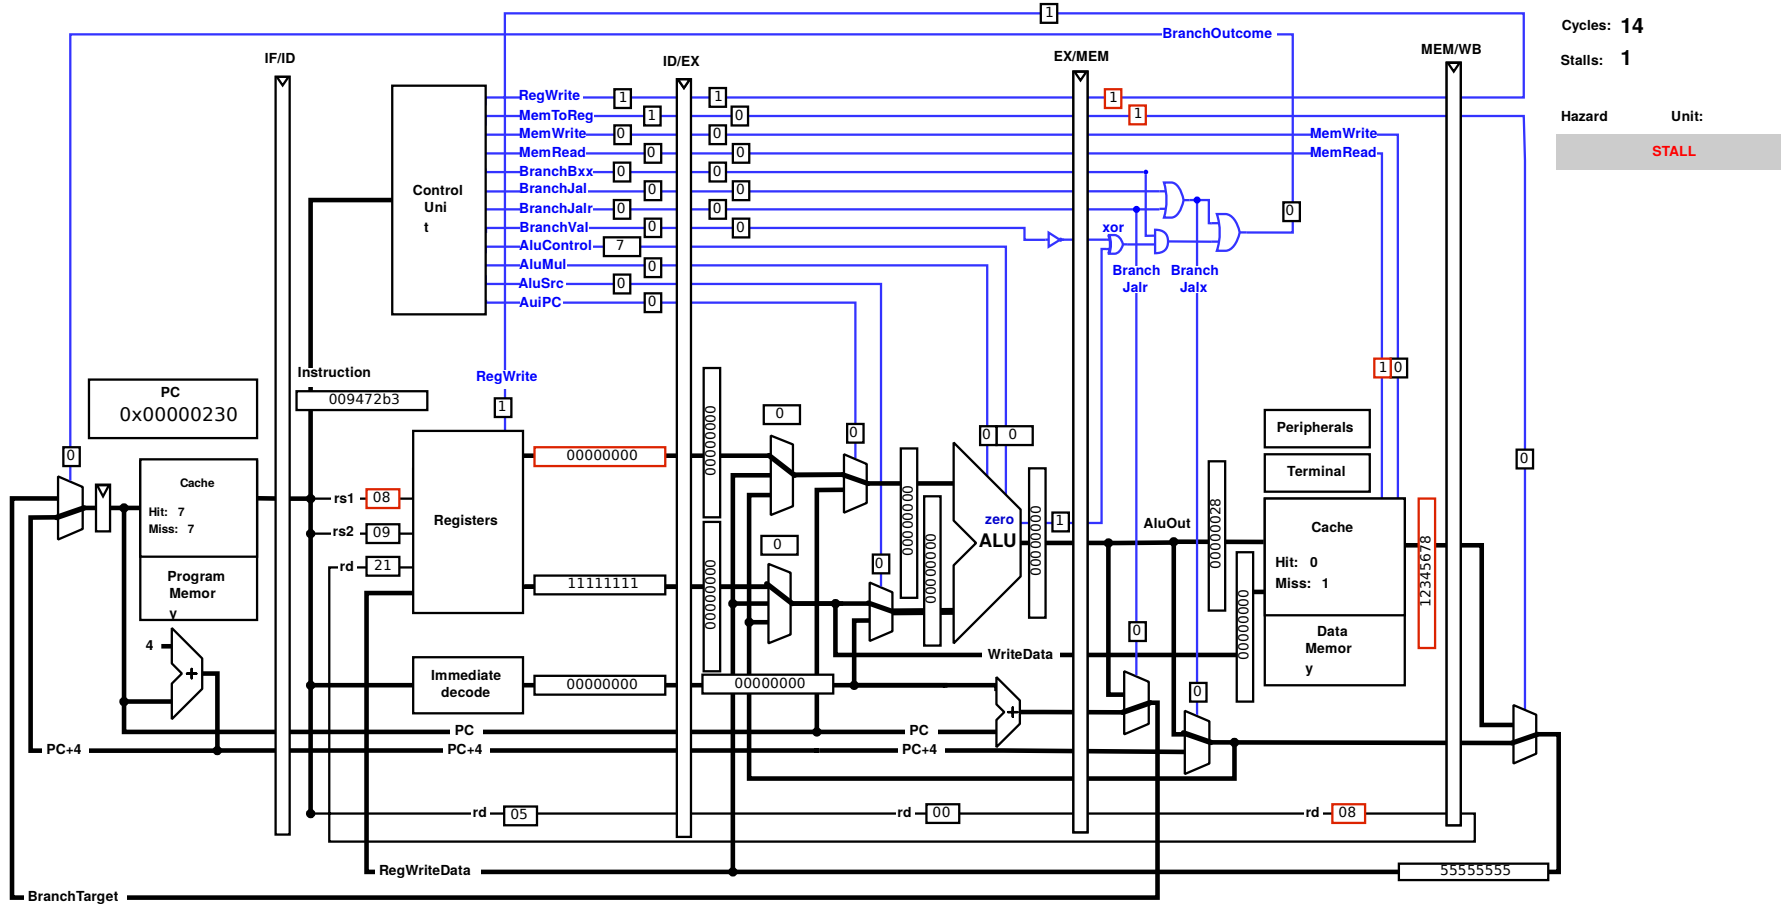 1
Cycles: 14
BranchOutcome
Stalls: 1
IF/ID
ID/EX
EX/MEM
MEM/WB
Hazard Unit:
STALL
RegWrite 1 1 1
MemToReg 1 0 1
MemWrite 0 0 MemWrite
MemRead 0 0 MemRead
BranchBxx 0 0
BranchJal 0 0
BranchJalr 0 0 0
BranchVal 0 0 xor
AluControl 7
AluMul 0
AluSrc 0
AuiPC 0
Control
Uni
t
Branch
Jalr
Branch
Jalx
Instruction
009472b3
RegWrite
1
1 0
PC
0x00000230
0
Cache
Hit: 7
Miss: 7
Program
Memor
y
4
+
rs1 08
rs2 09
rd 21
Registers
00000000
11111111
Immediate
decode
00000000
00000000
00000000
00000000
0
0
0
0
00000000
00000000
0 0
zero
ALU
00000000
1
AluOut
00000028
00000000
Peripherals
Terminal
Cache
Hit: 0
Miss: 1
Data
Memor
y
12345678
0
WriteData
0
0
+
PC PC
PC+4 PC+4 PC+4
rd 05 rd 00 rd 08
RegWriteData 55555555
BranchTarget